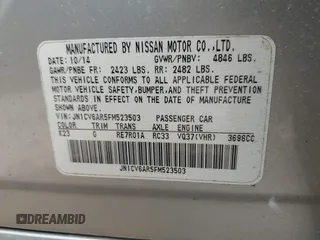 MANUFACTURED BY NISSAN MOTOR CO.,LTD.
DATE: 10/14 GVWR/PNBV: 4846 LBS.
GAWR/PNBE FR: 2423 LBS. RR: 2482 LBS.
THIS VEHICLE CONFORMS TO ALL APPLICABLE FEDERAL
MOTOR VEHICLE SAFETY, BUMPER, AND THEFT
PREVENTION STANDARDS IN EFFECT ON THE DATE OF
MANUFACTURE SHOWN ABOVE.
VIN: JN1CV6AR5FM523503 PASSENGER CAR
COLOR TRIM TRANS AXLE ENGINE
K23 G RE7R01A RC33 VQ37(VHR) 3696CC
JN1CV6AR5FM523503
DREAMBID